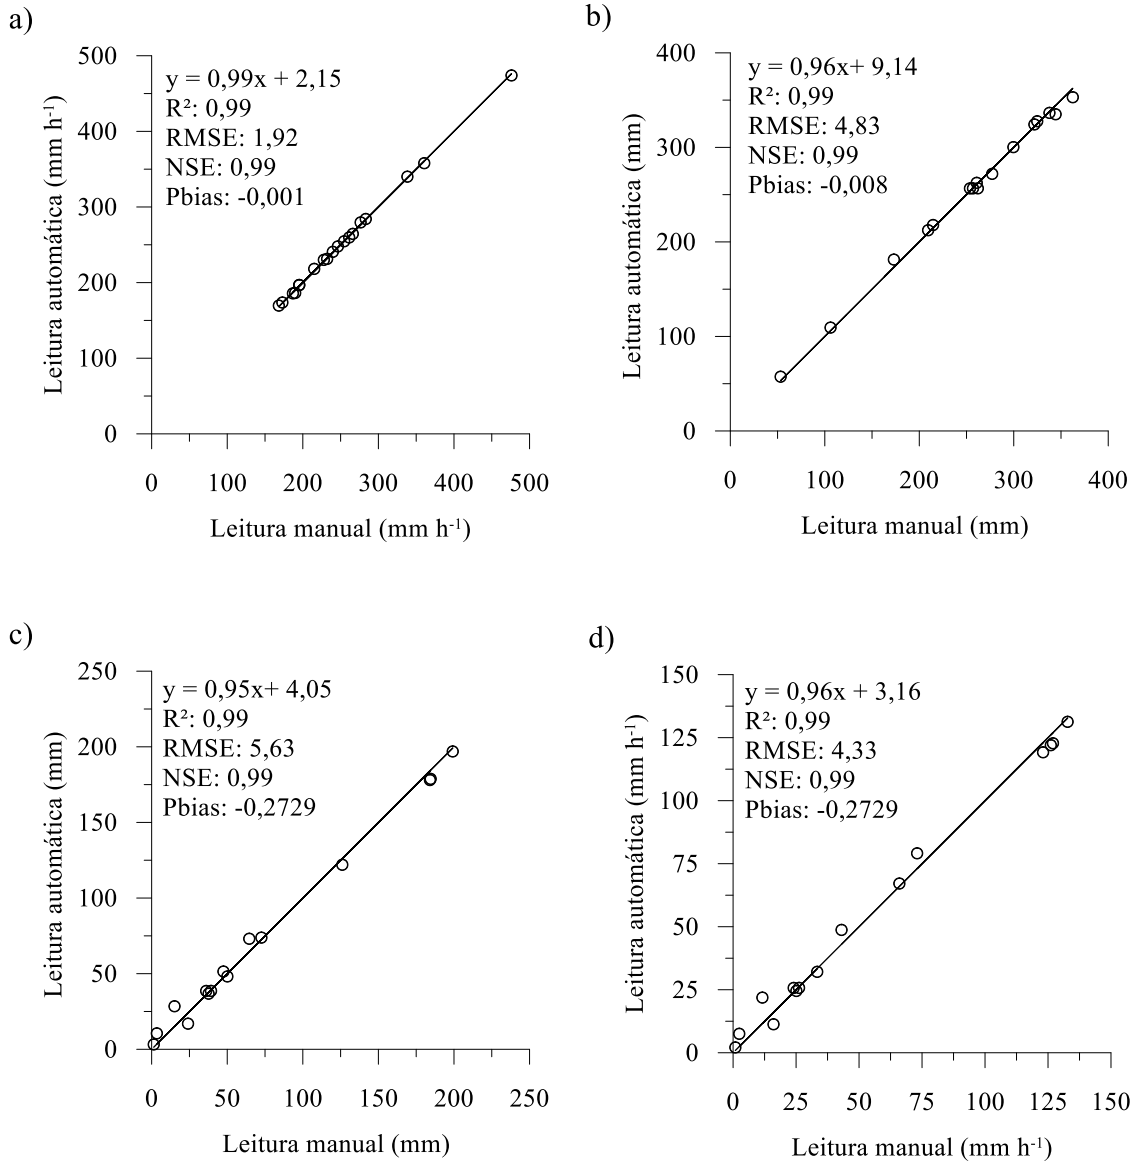 a)
500
400
300
200
100
0
Leitura automática (mm h⁻¹)
y = 0,99x + 2,15
R²: 0,99
RMSE: 1,92
NSE: 0,99
Pbias: -0,001
0 100 200 300 400 500
Leitura manual (mm h⁻¹)
b)
400
300
200
100
0
Leitura automática (mm)
y = 0,96x+ 9,14
R²: 0,99
RMSE: 4,83
NSE: 0,99
Pbias: -0,008
0 100 200 300 400
Leitura manual (mm)
c)
250
200
150
100
50
0
Leitura automática (mm)
y = 0,95x+ 4,05
R²: 0,99
RMSE: 5,63
NSE: 0,99
Pbias: -0,2729
0 50 100 150 200 250
Leitura manual (mm)
d)
150
125
100
75
50
25
0
Leitura automática (mm h⁻¹)
y = 0,96x + 3,16
R²: 0,99
RMSE: 4,33
NSE: 0,99
Pbias: -0,2729
0 25 50 75 100 125 150
Leitura manual (mm h⁻¹)